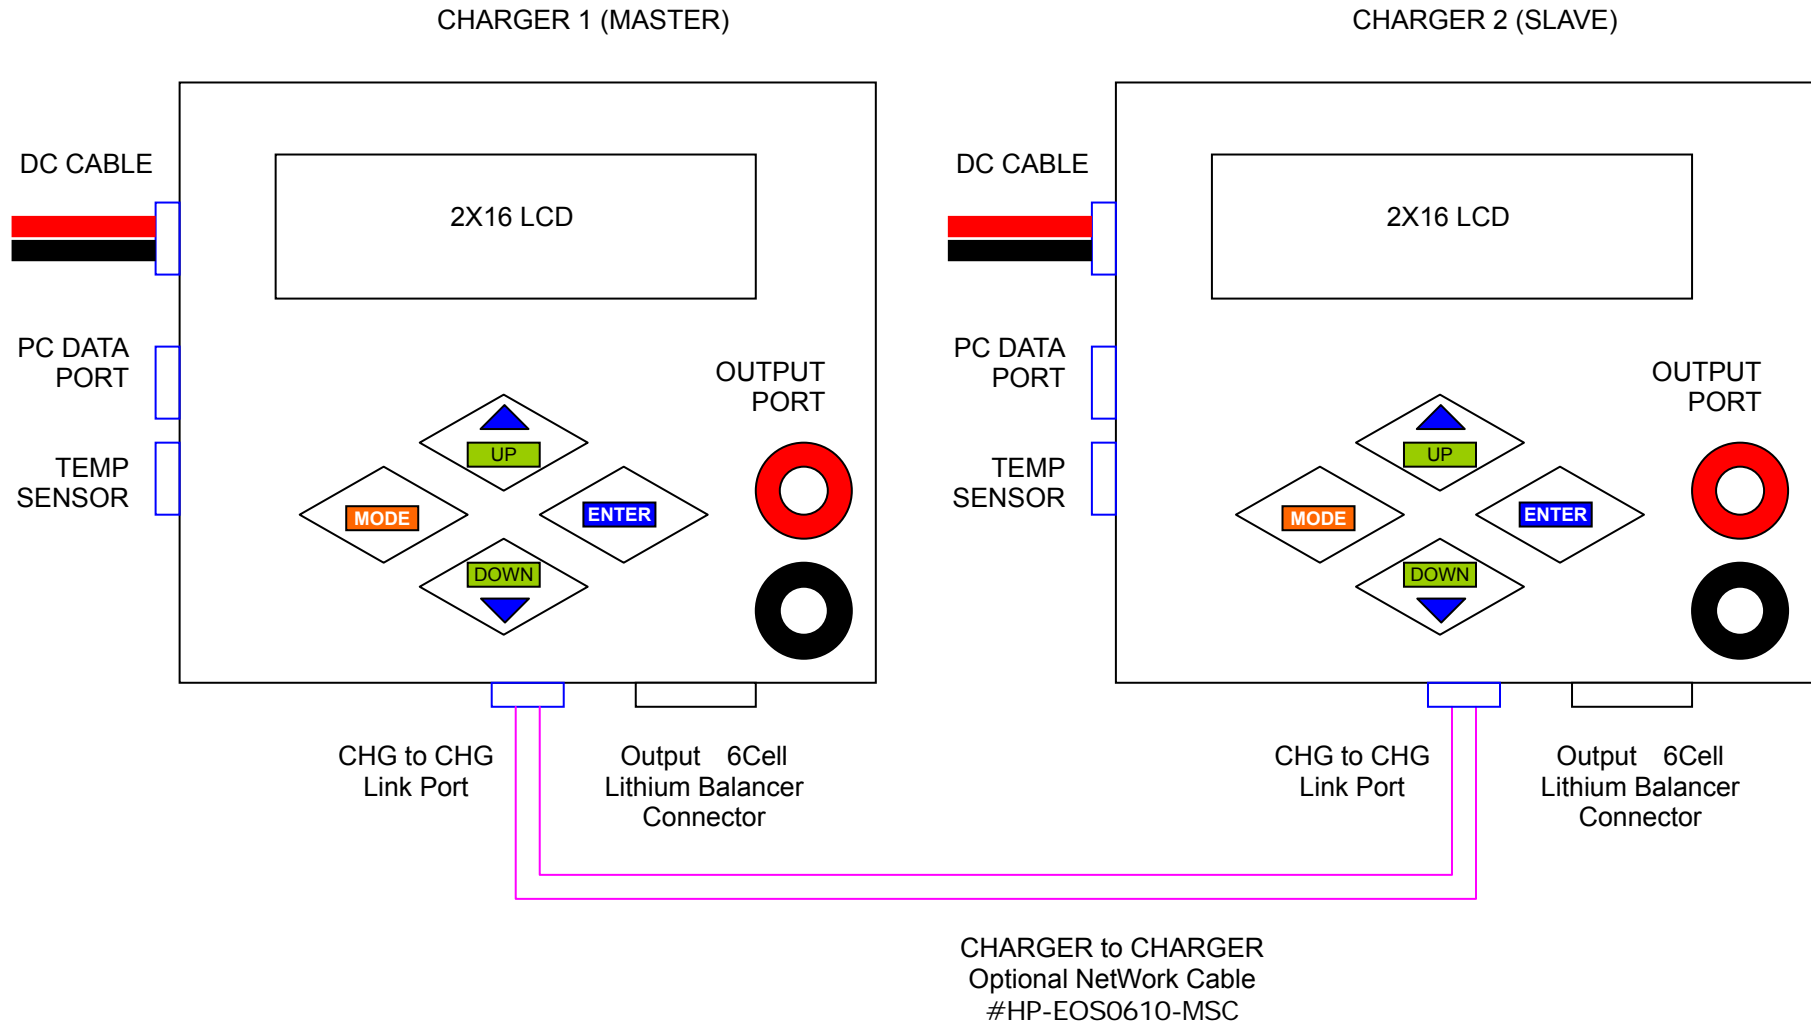 CHARGER 1 (MASTER)
DC CABLE
2X16 LCD
PC DATA
PORT
OUTPUT
PORT
UP
TEMP
SENSOR
MODE
ENTER
DOWN
CHG to CHG
Link Port
Output 6Cell
Lithium Balancer
Connector
CHARGER 2 (SLAVE)
DC CABLE
2X16 LCD
PC DATA
PORT
OUTPUT
PORT
UP
TEMP
SENSOR
MODE
ENTER
DOWN
CHG to CHG
Link Port
Output 6Cell
Lithium Balancer
Connector
CHARGER to CHARGER
Optional NetWork Cable
#HP-EOS0610-MSC